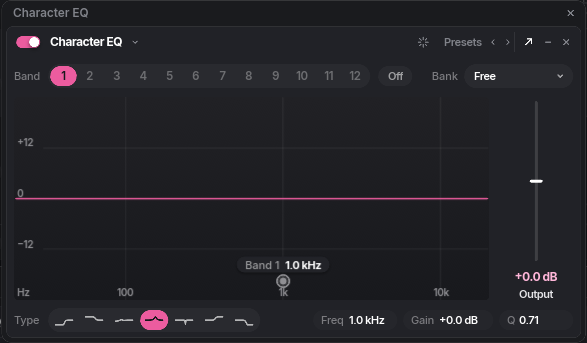 Character EQ
Character EQ Presets
Band 1 2 3 4 5 6 7 8 9 10 11 12 Off Bank Free
+12
0
−12
Band 1 1.0 kHz
Hz 100 1k 10k
+0.0 dB
Output
Type Freq 1.0 kHz Gain +0.0 dB Q 0.71